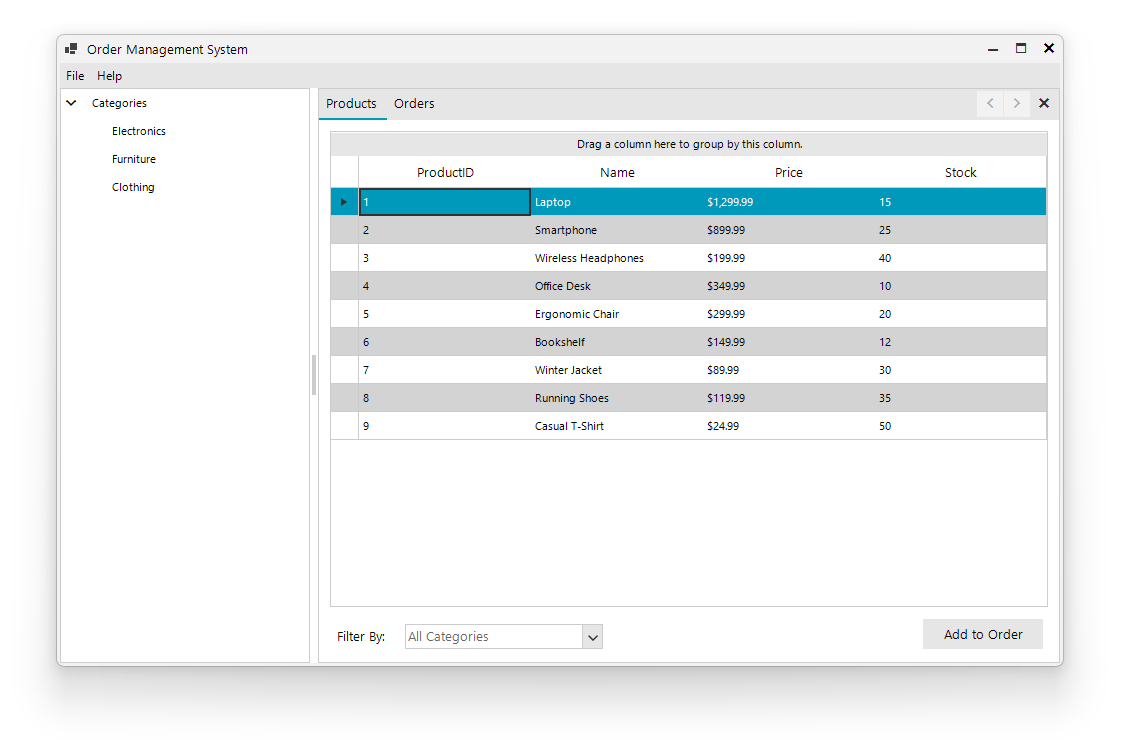 Order Management System
File Help
Categories
Electronics
Furniture
Clothing
Products Orders
Drag a column here to group by this column.
ProductID Name Price Stock
1 Laptop $1,299.99 15
2 Smartphone $899.99 25
3 Wireless Headphones $199.99 40
4 Office Desk $349.99 10
5 Ergonomic Chair $299.99 20
6 Bookshelf $149.99 12
7 Winter Jacket $89.99 30
8 Running Shoes $119.99 35
9 Casual T-Shirt $24.99 50
Filter By: All Categories Add to Order